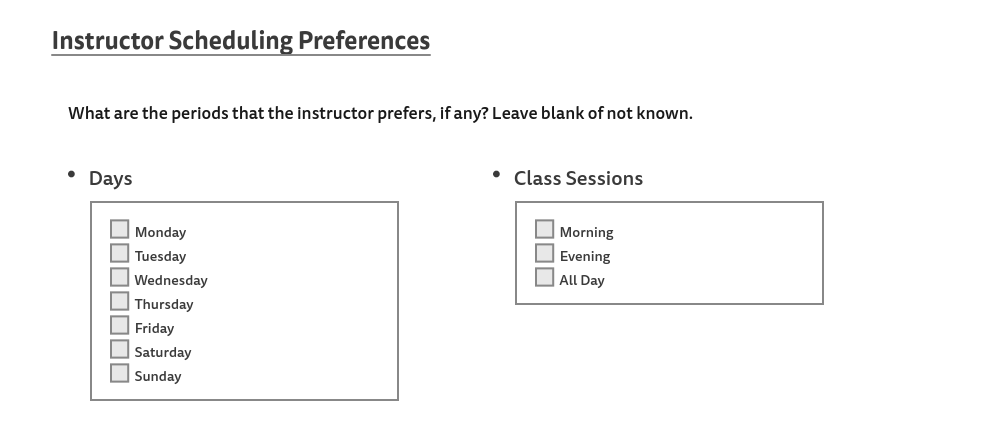 Instructor Scheduling Preferences
What are the periods that the instructor prefers, if any? Leave blank of not known.
• Days
Monday
Tuesday
Wednesday
Thursday
Friday
Saturday
Sunday
• Class Sessions
Morning
Evening
All Day